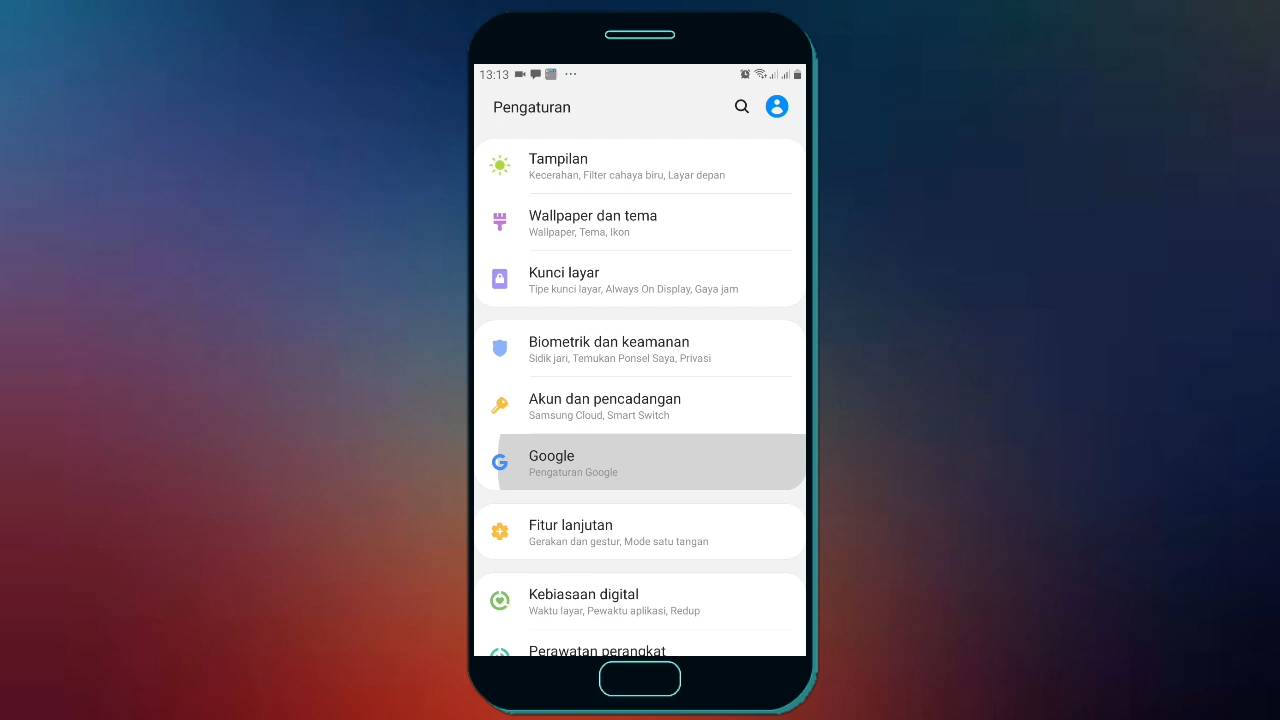 13:13
Pengaturan
Tampilan
Kecerahan, Filter cahaya biru, Layar depan
Wallpaper dan tema
Wallpaper, Tema, Ikon
Kunci layar
Tipe kunci layar, Always On Display, Gaya jam
Biometrik dan keamanan
Sidik jari, Temukan Ponsel Saya, Privasi
Akun dan pencadangan
Samsung Cloud, Smart Switch
Google
Pengaturan Google
Fitur lanjutan
Gerakan dan gestur, Mode satu tangan
Kebiasaan digital
Waktu layar, Pewaktu aplikasi, Redup
Perawatan perangkat